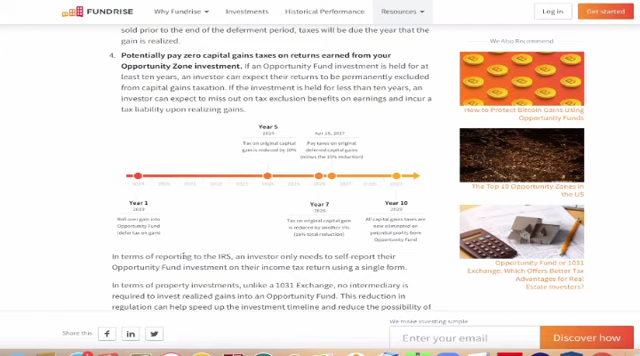 FUNDRISE
Why Fundrise
Investments
Historical Performance
Resources
Log in
Get started
sold prior to the end of the deferment period, taxes will be due the year that the
gain is realized.
4. Potentially pay zero capital gains taxes on returns earned from your
Opportunity Zone investment. If an Opportunity Fund investment is held for at
least ten years, an investor can expect their returns to be permanently excluded
from capital gains taxation. If the investment is held for less than ten years, an
investor can expect to miss out on tax exclusion benefits on earnings and incur a
tax liability upon realizing gains.
Year 5
Tax on original capital
gain is reduced by 10%
Pay taxes on original
deferred capital gains
(minus the 15% reduction)
Year 1
Roll over gain into
Opportunity Fund
Year 7
Tax on original capital gain
is reduced by another 5%
(15% total reduction)
Year 10
All capital gains taxes are
now eliminated on
potential profits from
Opportunity Fund
In terms of reporting to the IRS, an investor only needs to self-report their
Opportunity Fund investment on their income tax return using a single form.
In terms of property investments, unlike a 1031 Exchange, no intermediary is
required to invest realized gains into an Opportunity Fund. This reduction in
regulation can help speed up the investment timeline and reduce the possibility of
We Also Recommend
How to Protect Bitcoin Gains Using
Opportunity Funds
The Top 10 Opportunity Zones in
the US
Opportunity Fund or 1031
Exchange: Which Offers Better Tax
Advantages for Real
Estate Investors?
Share this
We make investing simple
Enter your email
Discover how